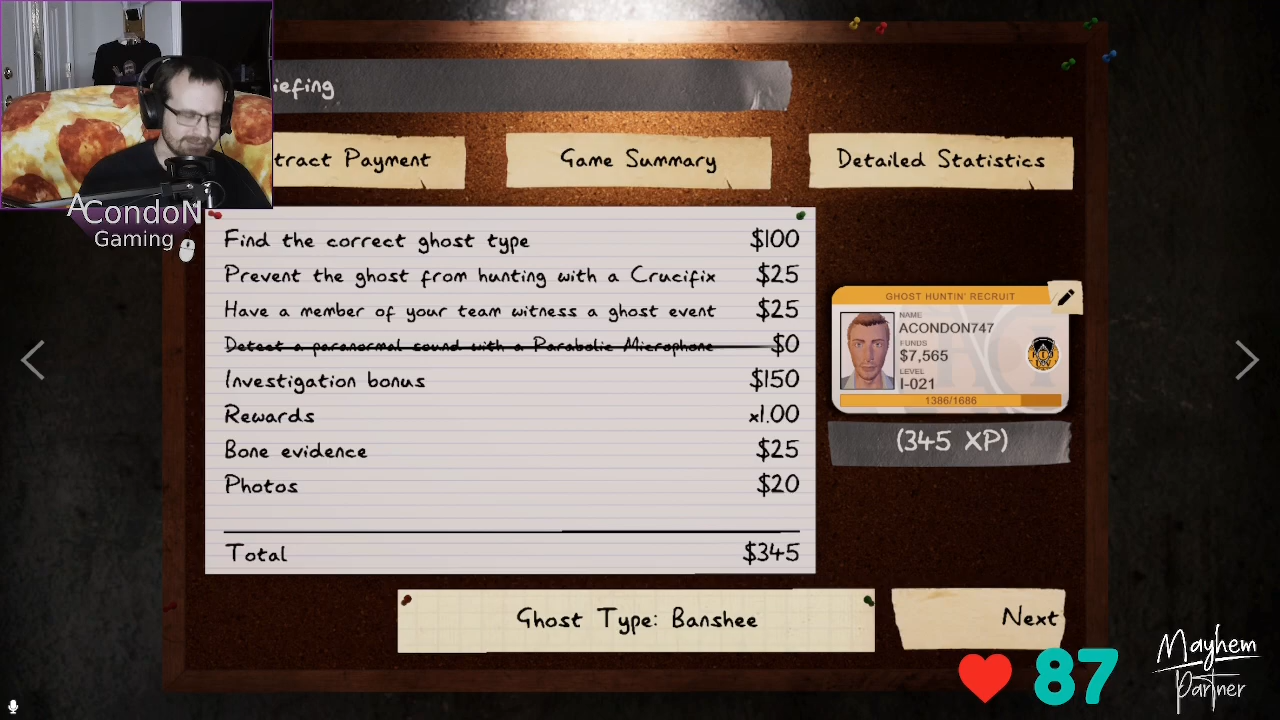 iefing
tract Payment
Game Summary
Detailed Statistics
ACondoN
Gaming
Find the correct ghost type $100
Prevent the ghost from hunting with a Crucifix $25
Have a member of your team witness a ghost event $25
Detect a paranormal sound with a Parabolic Microphone $0
Investigation bonus $150
Rewards x1.00
Bone evidence $25
Photos $20
Total $345
GHOST HUNTIN' RECRUIT
NAME
ACONDON747
FUNDS
$7,565
LEVEL
I-021
1386/1686
(345 XP)
Ghost Type: Banshee
Next
87
Mayhem
Partner